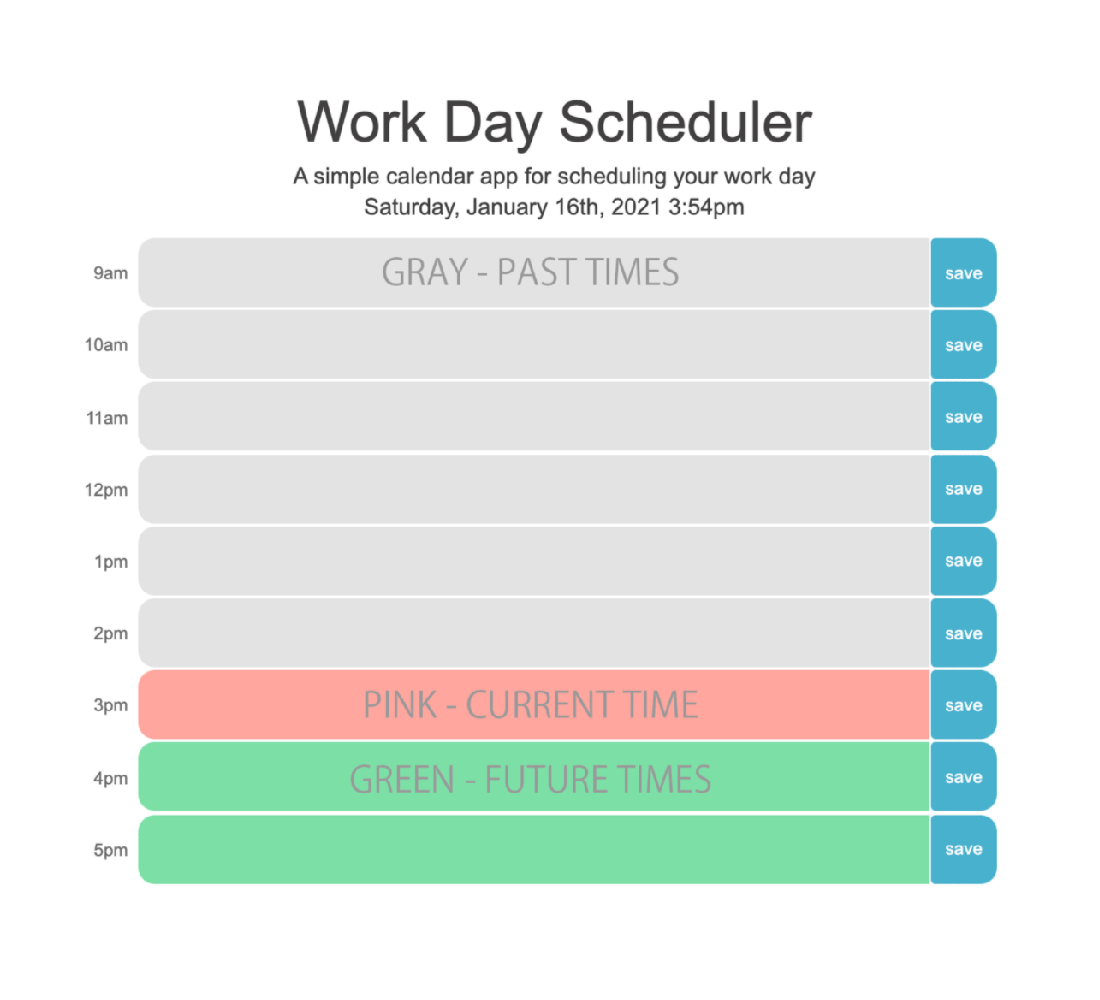 Work Day Scheduler
A simple calendar app for scheduling your work day
Saturday, January 16th, 2021 3:54pm
9am GRAY - PAST TIMES save
10am save
11am save
12pm save
1pm save
2pm save
3pm PINK - CURRENT TIME save
4pm GREEN - FUTURE TIMES save
5pm save